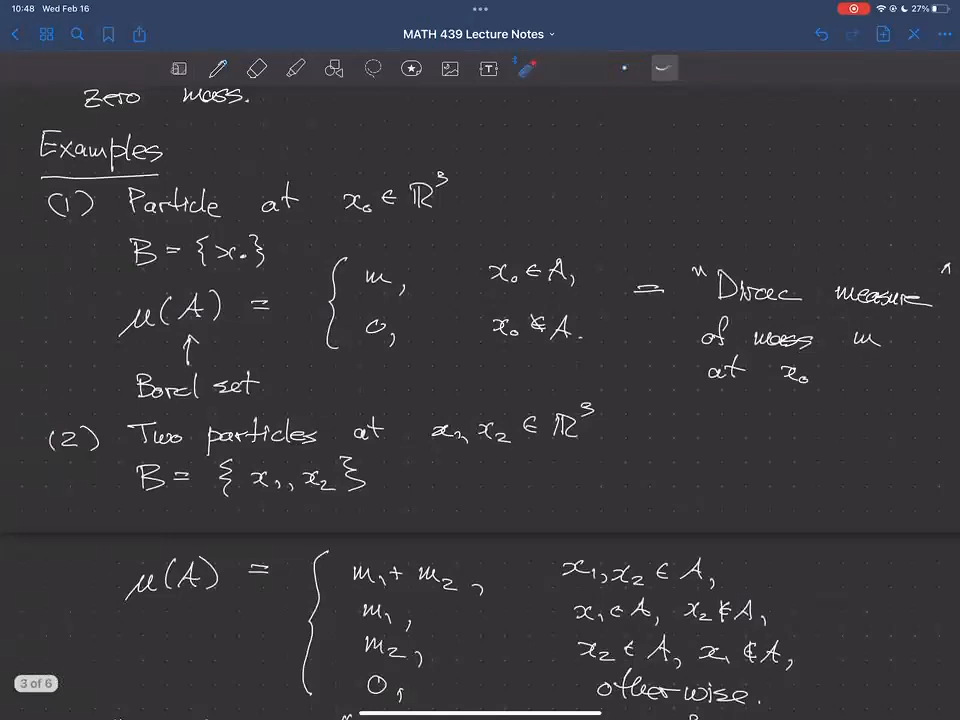 10:48 Wed Feb 16
27%
MATH 439 Lecture Notes
zero mass.
Examples
(1) Particle at x₀ ∈ ℝ³
B = {x₀}
μ(A) = { m, x₀ ∈ A,
0, x₀ ∉ A.
= "Dirac measure"
of mass m
at x₀
Borel set
(2) Two particles at x₁, x₂ ∈ ℝ³
B = {x₁, x₂}
μ(A) = { m₁ + m₂, x₁, x₂ ∈ A,
m₁, x₁ ∈ A, x₂ ∉ A,
m₂, x₂ ∈ A, x₁ ∉ A,
0, otherwise.
3 of 6